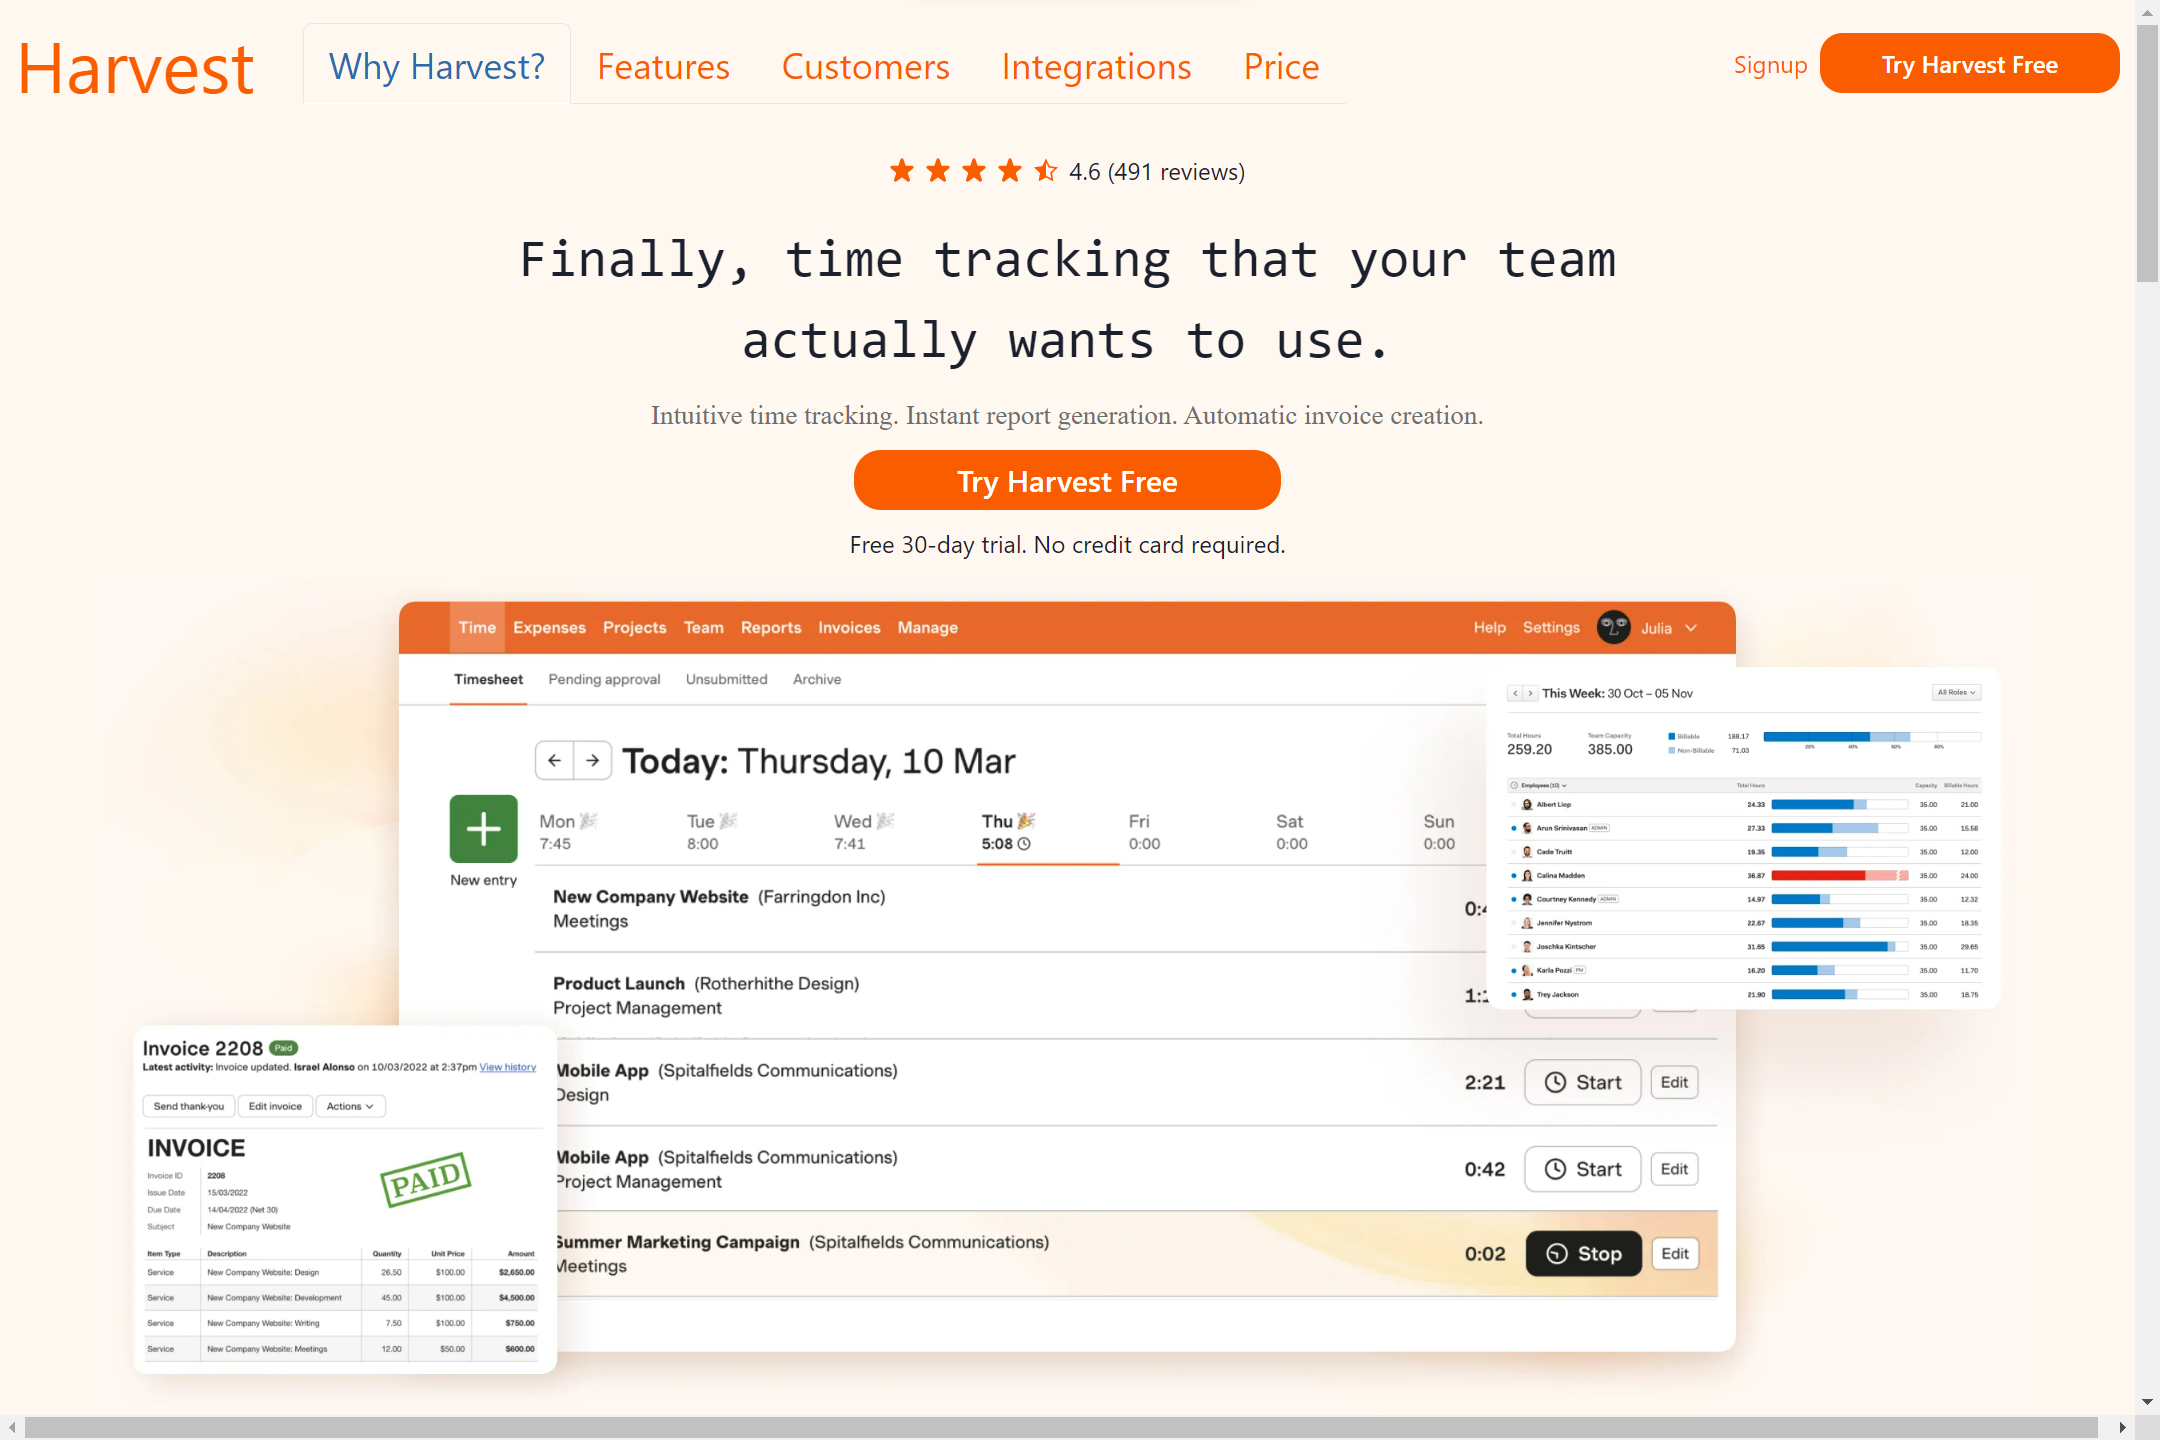 Harvest
Why Harvest?
Features
Customers
Integrations
Price
Signup
Try Harvest Free
4.6 (491 reviews)
Finally, time tracking that your team
actually wants to use.
Intuitive time tracking. Instant report generation. Automatic invoice creation.
Try Harvest Free
Free 30-day trial. No credit card required.
Time Expenses Projects Team Reports Invoices Manage
Help Settings Julia
Timesheet Pending approval Unsubmitted Archive
Today: Thursday, 10 Mar
New entry
Mon Tue Wed Thu Fri Sat Sun
7:45 8:00 7:41 5:08 0:00 0:00 0:00
New Company Website (Farringdon Inc)
Meetings
Product Launch (Rotherhithe Design)
Project Management
Mobile App (Spitalfields Communications)
Design
2:21 Start Edit
Mobile App (Spitalfields Communications)
Project Management
0:42 Start Edit
Summer Marketing Campaign (Spitalfields Communications)
Meetings
0:02 Stop Edit
This Week: 30 Oct – 05 Nov
All Roles
Total Hours Team Capacity
259.20 385.00
Billable 188.17
Non-Billable 71.03
20% 40% 60% 80%
Employees (10) Total Hours Capacity Billable Hours
Albert Llop 24.33 35.00 21.00
Arun Srinivasan ADMIN 27.33 35.00 15.58
Cade Truitt 19.35 35.00 12.00
Calina Madden 36.87 35.00 24.00
Courtney Kennedy ADMIN 14.97 35.00 12.32
Jennifer Nystrom 22.67 35.00 18.35
Joschka Kintscher 31.65 35.00 29.65
Karla Pozzi PM 16.20 35.00 11.70
Trey Jackson 21.90 35.00 18.75
Invoice 2208 Paid
Latest activity: Invoice updated. Israel Alonso on 10/03/2022 at 2:37pm View history
Send thank-you Edit invoice Actions
INVOICE
PAID
Invoice ID 2208
Issue Date 15/03/2022
Due Date 14/04/2022 (Net 30)
Subject New Company Website
Item Type Description Quantity Unit Price Amount
Service New Company Website: Design 26.50 $100.00 $2,650.00
Service New Company Website: Development 45.00 $100.00 $4,500.00
Service New Company Website: Writing 7.50 $100.00 $750.00
Service New Company Website: Meetings 12.00 $50.00 $600.00